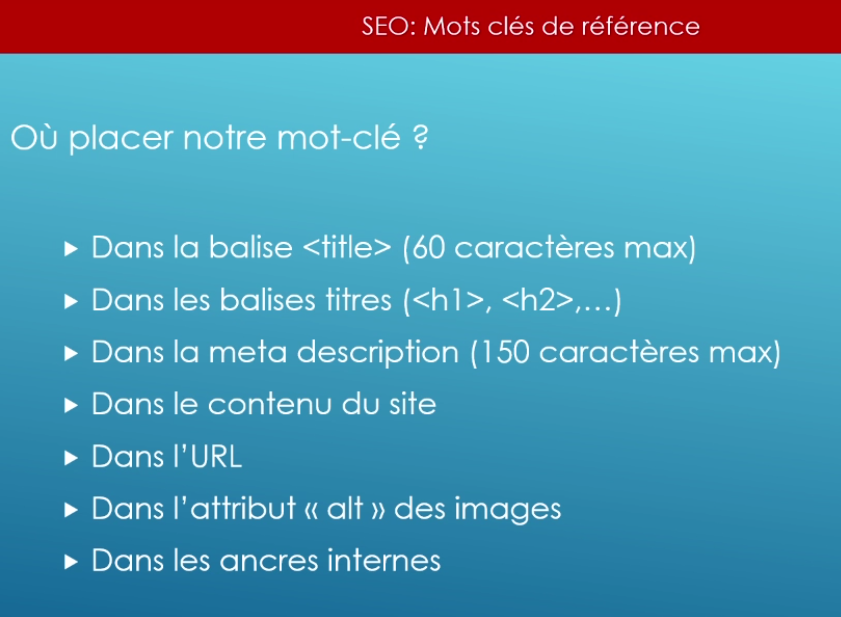 SEO: Mots clés de référence
Où placer notre mot-clé ?
▶ Dans la balise <title> (60 caractères max)
▶ Dans les balises titres (<h1>, <h2>,...)
▶ Dans la meta description (150 caractères max)
▶ Dans le contenu du site
▶ Dans l'URL
▶ Dans l'attribut « alt » des images
▶ Dans les ancres internes